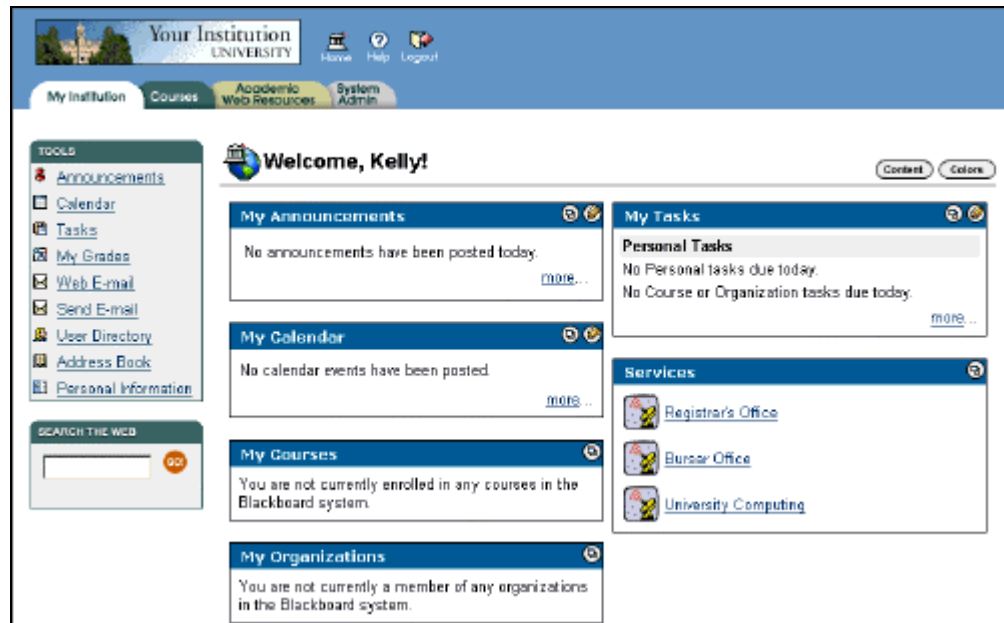 Your Institution
UNIVERSITY
Home Help Logout
My Institution Courses Academic Web Resources System Admin
TOOLS
Announcements
Calendar
Tasks
My Grades
Web E-mail
Send E-mail
User Directory
Address Book
Personal Information
SEARCH THE WEB
GO!
Welcome, Kelly!
Content Colors
My Announcements
No announcements have been posted today.
more...
My Calendar
No calendar events have been posted.
more...
My Courses
You are not currently enrolled in any courses in the
Blackboard system.
My Organizations
You are not currently a member of any organizations
in the Blackboard system.
My Tasks
Personal Tasks
No Personal tasks due today.
No Course or Organization tasks due today.
more...
Services
Registrar's Office
Bursar Office
University Computing